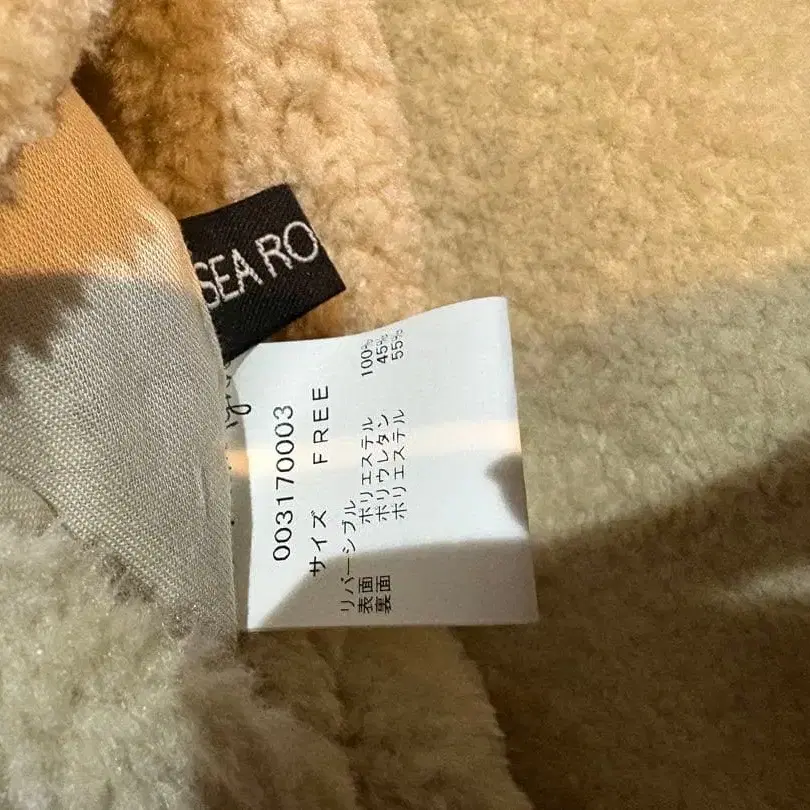 SEA RO
003170003
サイズ FREE
リバーシブル
表面 ポリエステル 100%
裏面 ポリウレタン 45%
ポリエステル 55%